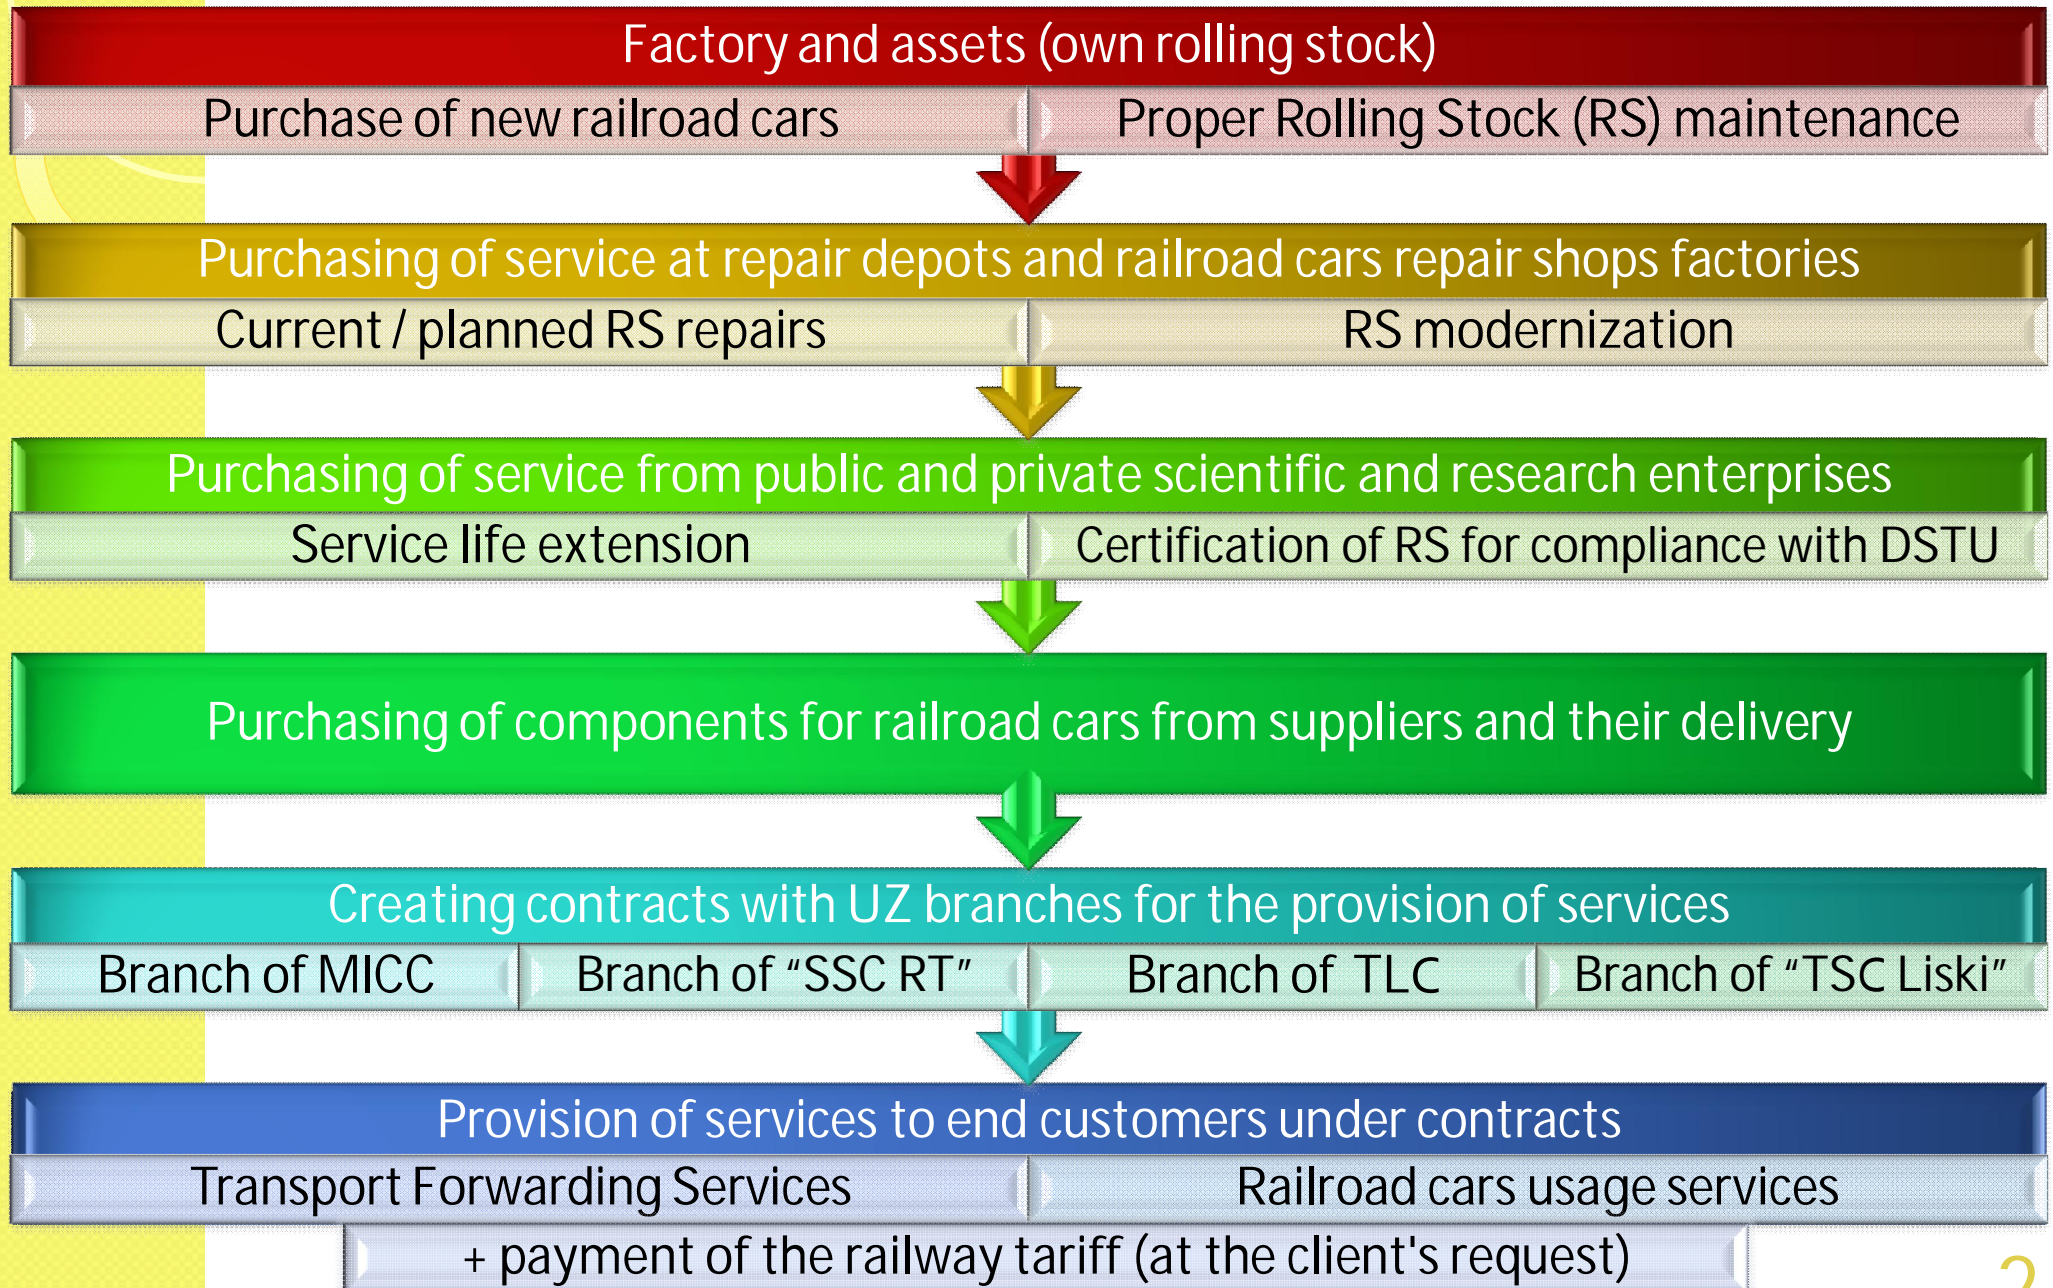 Factory and assets (own rolling stock)
Purchase of new railroad cars
Proper Rolling Stock (RS) maintenance
Purchasing of service at repair depots and railroad cars repair shops factories
Current / planned RS repairs
RS modernization
Purchasing of service from public and private scientific and research enterprises
Service life extension
Certification of RS for compliance with DSTU
Purchasing of components for railroad cars from suppliers and their delivery
Creating contracts with UZ branches for the provision of services
Branch of MICC
Branch of “SSC RT”
Branch of TLC
Branch of “TSC Liski”
Provision of services to end customers under contracts
Transport Forwarding Services
Railroad cars usage services
+ payment of the railway tariff (at the client's request)